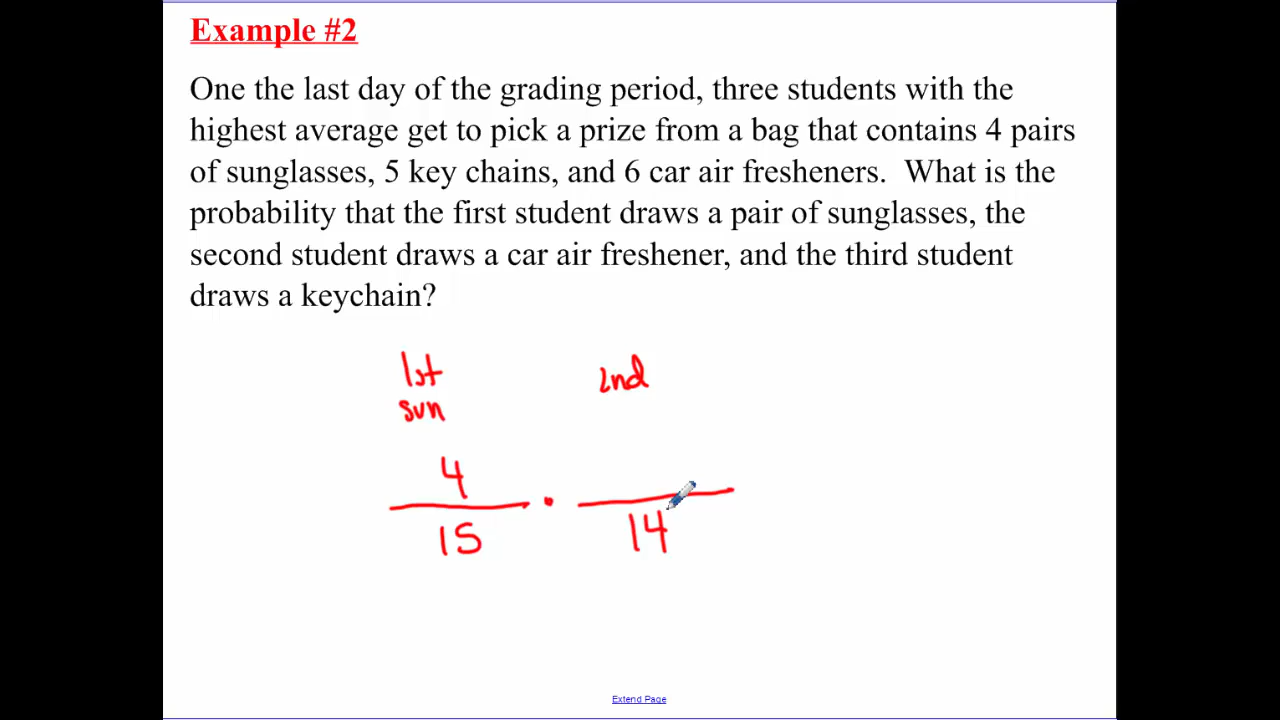 Example #2
One the last day of the grading period, three students with the
highest average get to pick a prize from a bag that contains 4 pairs
of sunglasses, 5 key chains, and 6 car air fresheners.  What is the
probability that the first student draws a pair of sunglasses, the
second student draws a car air freshener, and the third student
draws a keychain?
1st 2nd
sun
4
15 · 14
Extend Page